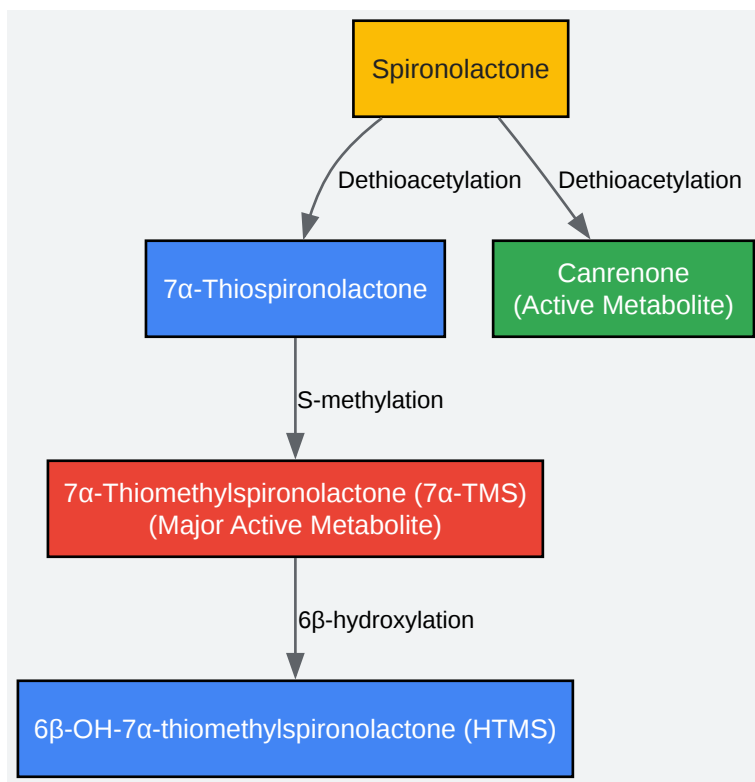 Spironolactone
Dethioacetylation
Dethioacetylation
7α-Thiospironolactone
Canrenone
(Active Metabolite)
S-methylation
7α-Thiomethylspironolactone (7α-TMS)
(Major Active Metabolite)
6β-hydroxylation
6β-OH-7α-thiomethylspironolactone (HTMS)